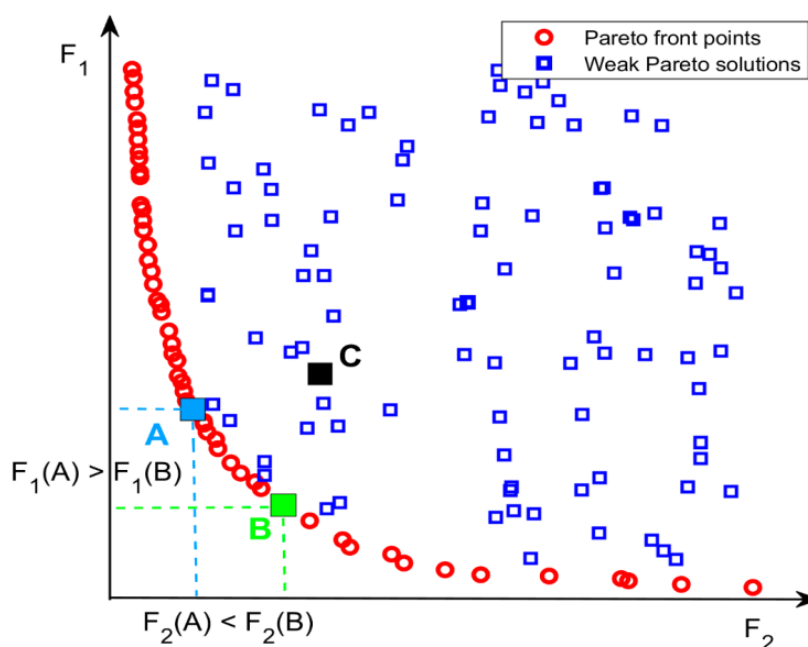 F₁
Pareto front points
Weak Pareto solutions
C
A
F₁(A) > F₁(B)
B
F₂(A) < F₂(B)
F₂